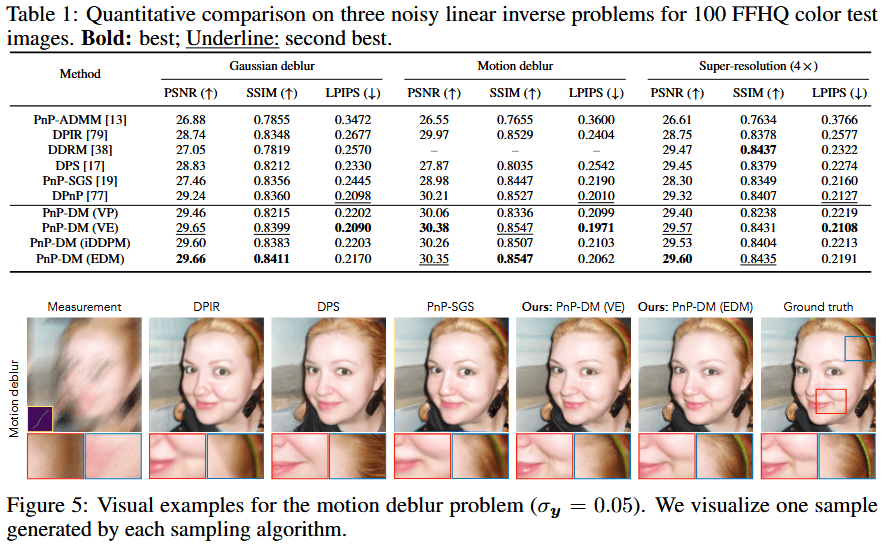 Table 1: Quantitative comparison on three noisy linear inverse problems for 100 FFHQ color test
images. Bold: best; Underline: second best.
Method Gaussian deblur Motion deblur Super-resolution (4×)
PSNR (↑) SSIM (↑) LPIPS (↓) PSNR (↑) SSIM (↑) LPIPS (↓) PSNR (↑) SSIM (↑) LPIPS (↓)
PnP-ADMM [13] 26.88 0.7855 0.3472 26.55 0.7655 0.3600 26.61 0.7634 0.3766
DPIR [79] 28.74 0.8348 0.2677 29.97 0.8529 0.2404 28.75 0.8378 0.2577
DDRM [38] 27.05 0.7819 0.2570 – – – 29.47 0.8437 0.2322
DPS [17] 28.83 0.8212 0.2330 27.87 0.8035 0.2542 29.45 0.8379 0.2274
PnP-SGS [19] 27.46 0.8356 0.2445 28.98 0.8447 0.2190 28.30 0.8349 0.2160
DPnP [77] 29.24 0.8360 0.2098 30.21 0.8527 0.2010 29.32 0.8407 0.2127
PnP-DM (VP) 29.46 0.8215 0.2202 30.06 0.8336 0.2099 29.40 0.8238 0.2219
PnP-DM (VE) 29.65 0.8399 0.2090 30.38 0.8547 0.1971 29.57 0.8431 0.2108
PnP-DM (iDDPM) 29.60 0.8383 0.2203 30.26 0.8507 0.2103 29.53 0.8404 0.2213
PnP-DM (EDM) 29.66 0.8411 0.2170 30.35 0.8547 0.2062 29.60 0.8435 0.2191
Measurement DPIR DPS PnP-SGS Ours: PnP-DM (VE) Ours: PnP-DM (EDM) Ground truth
Motion deblur
Figure 5: Visual examples for the motion deblur problem (σy = 0.05). We visualize one sample
generated by each sampling algorithm.